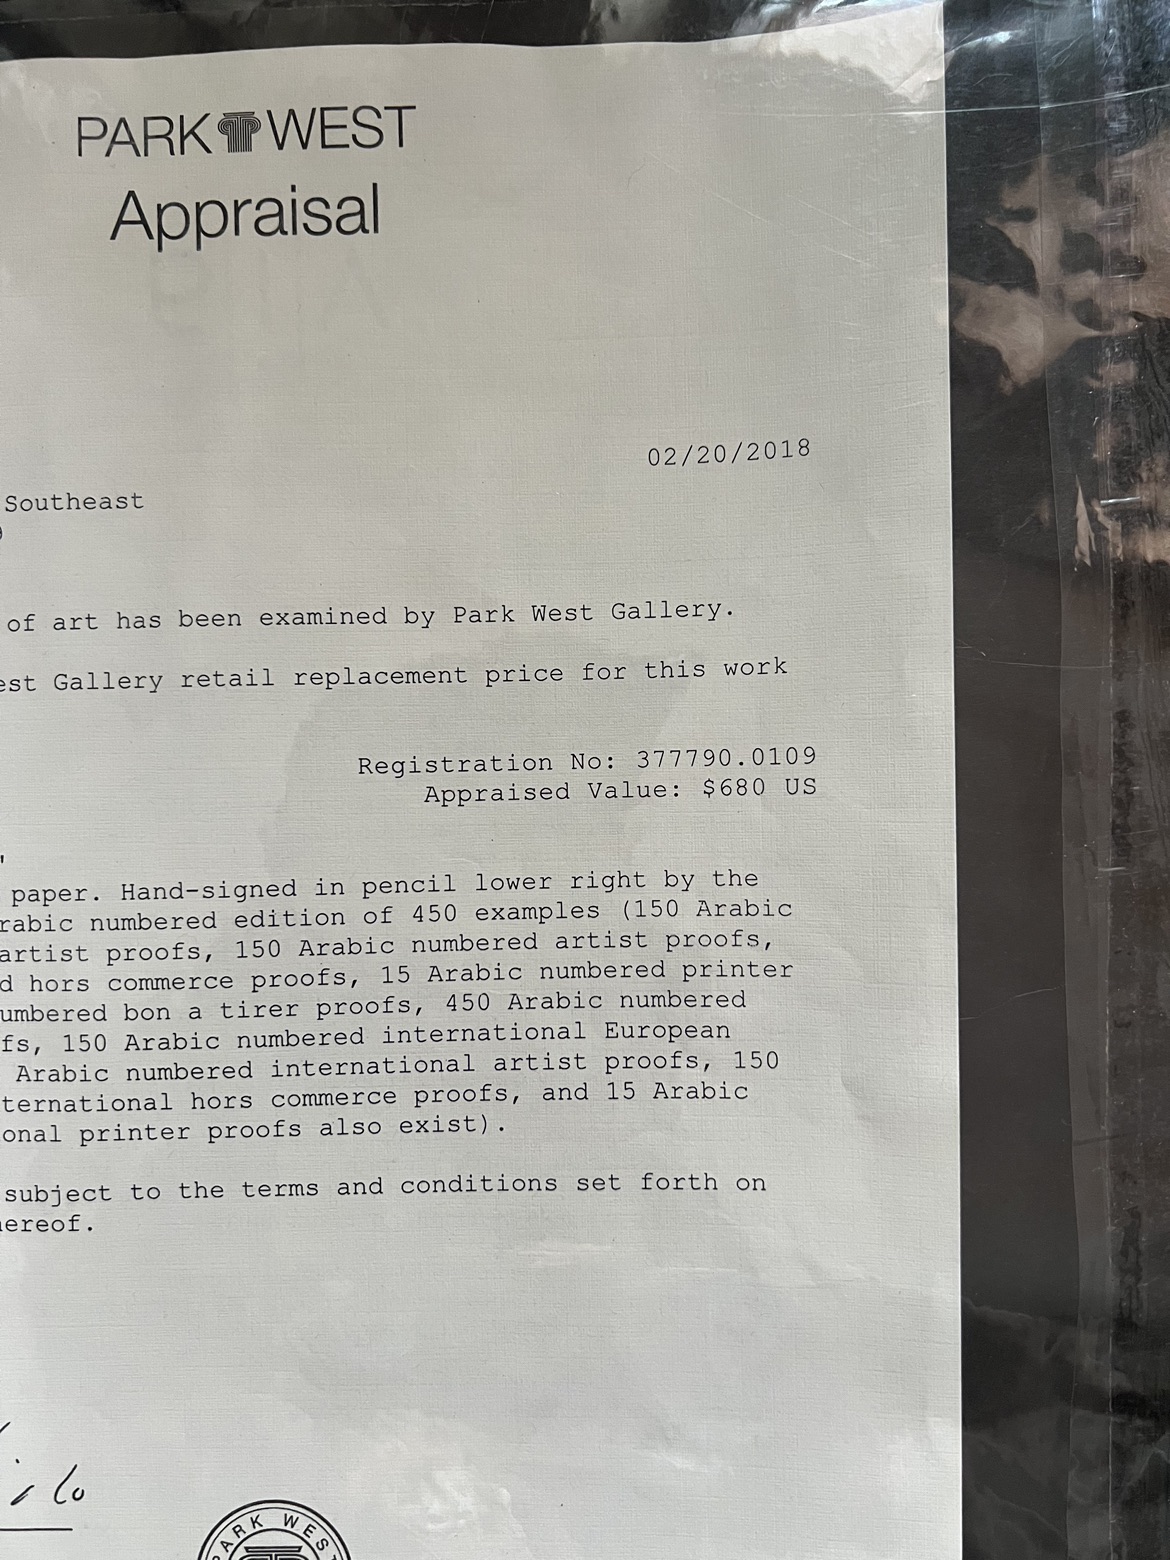 PARK WEST
Appraisal
02/20/2018
Southeast
of art has been examined by Park West Gallery.
est Gallery retail replacement price for this work
Registration No: 377790.0109
Appraised Value: $680 US
paper. Hand-signed in pencil lower right by the
rabic numbered edition of 450 examples (150 Arabic
artist proofs, 150 Arabic numbered artist proofs,
d hors commerce proofs, 15 Arabic numbered printer
umbered bon a tirer proofs, 450 Arabic numbered
fs, 150 Arabic numbered international European
Arabic numbered international artist proofs, 150
ternational hors commerce proofs, and 15 Arabic
onal printer proofs also exist).
subject to the terms and conditions set forth on
hereof.
PARK WEST